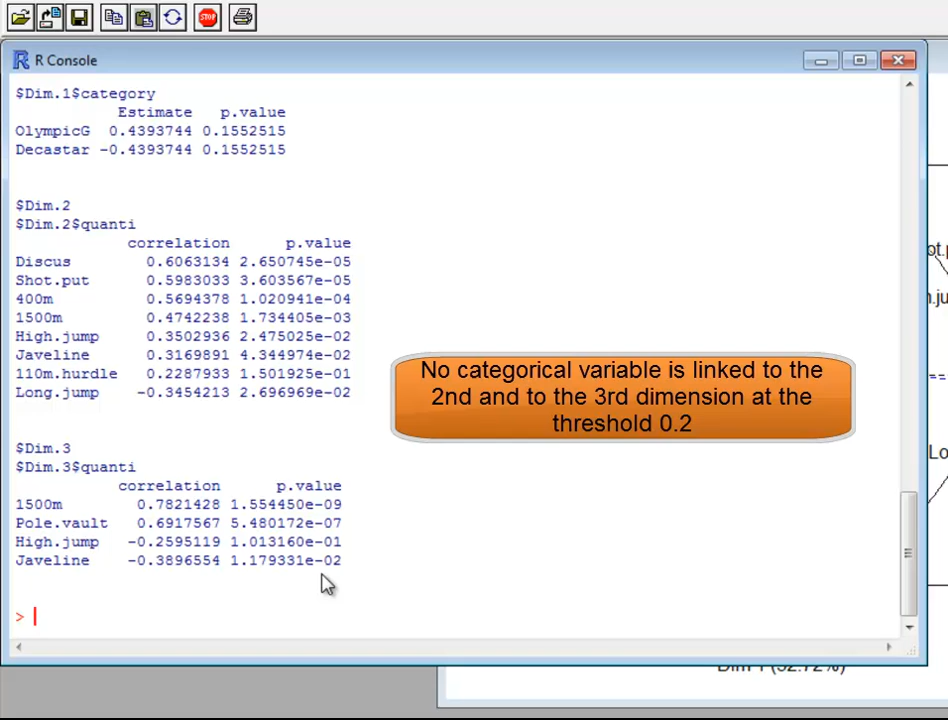 STOP
R R Console
$Dim.1$category
Estimate p.value
OlympicG 0.4393744 0.1552515
Decastar -0.4393744 0.1552515
$Dim.2
$Dim.2$quanti
correlation p.value
Discus 0.6063134 2.650745e-05
Shot.put 0.5983033 3.603567e-05
400m 0.5694378 1.020941e-04
1500m 0.4742238 1.734405e-03
High.jump 0.3502936 2.475025e-02
Javeline 0.3169891 4.344974e-02
110m.hurdle 0.2287933 1.501925e-01
Long.jump -0.3454213 2.696969e-02
No categorical variable is linked to the
2nd and to the 3rd dimension at the
threshold 0.2
$Dim.3
$Dim.3$quanti
correlation p.value
1500m 0.7821428 1.554450e-09
Pole.vault 0.6917567 5.480172e-07
High.jump -0.2595119 1.013160e-01
Javeline -0.3896554 1.179331e-02
>
ot.p
n.ju
Lo